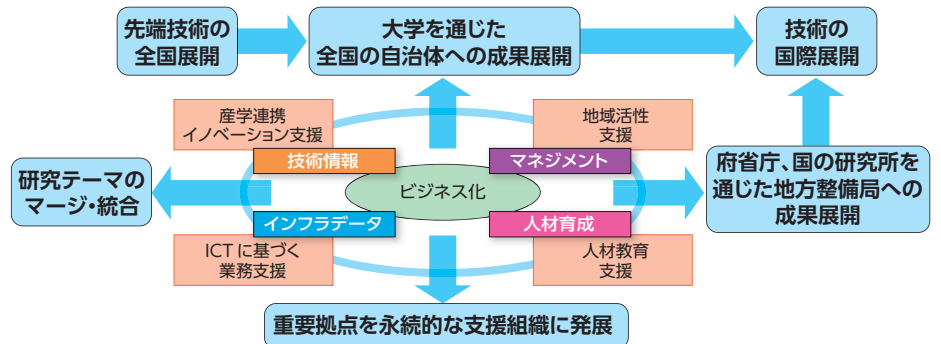 先端技術の
全国展開
大学を通じた
全国の自治体への成果展開
技術の
国際展開
産学連携
イノベーション支援
地域活性
支援
技術情報
マネジメント
研究テーマの
マージ・統合
ビジネス化
府省庁、国の研究所を
通じた地方整備局への
成果展開
インフラデータ
人材育成
ICTに基づく
業務支援
人材教育
支援
重要拠点を永続的な支援組織に発展